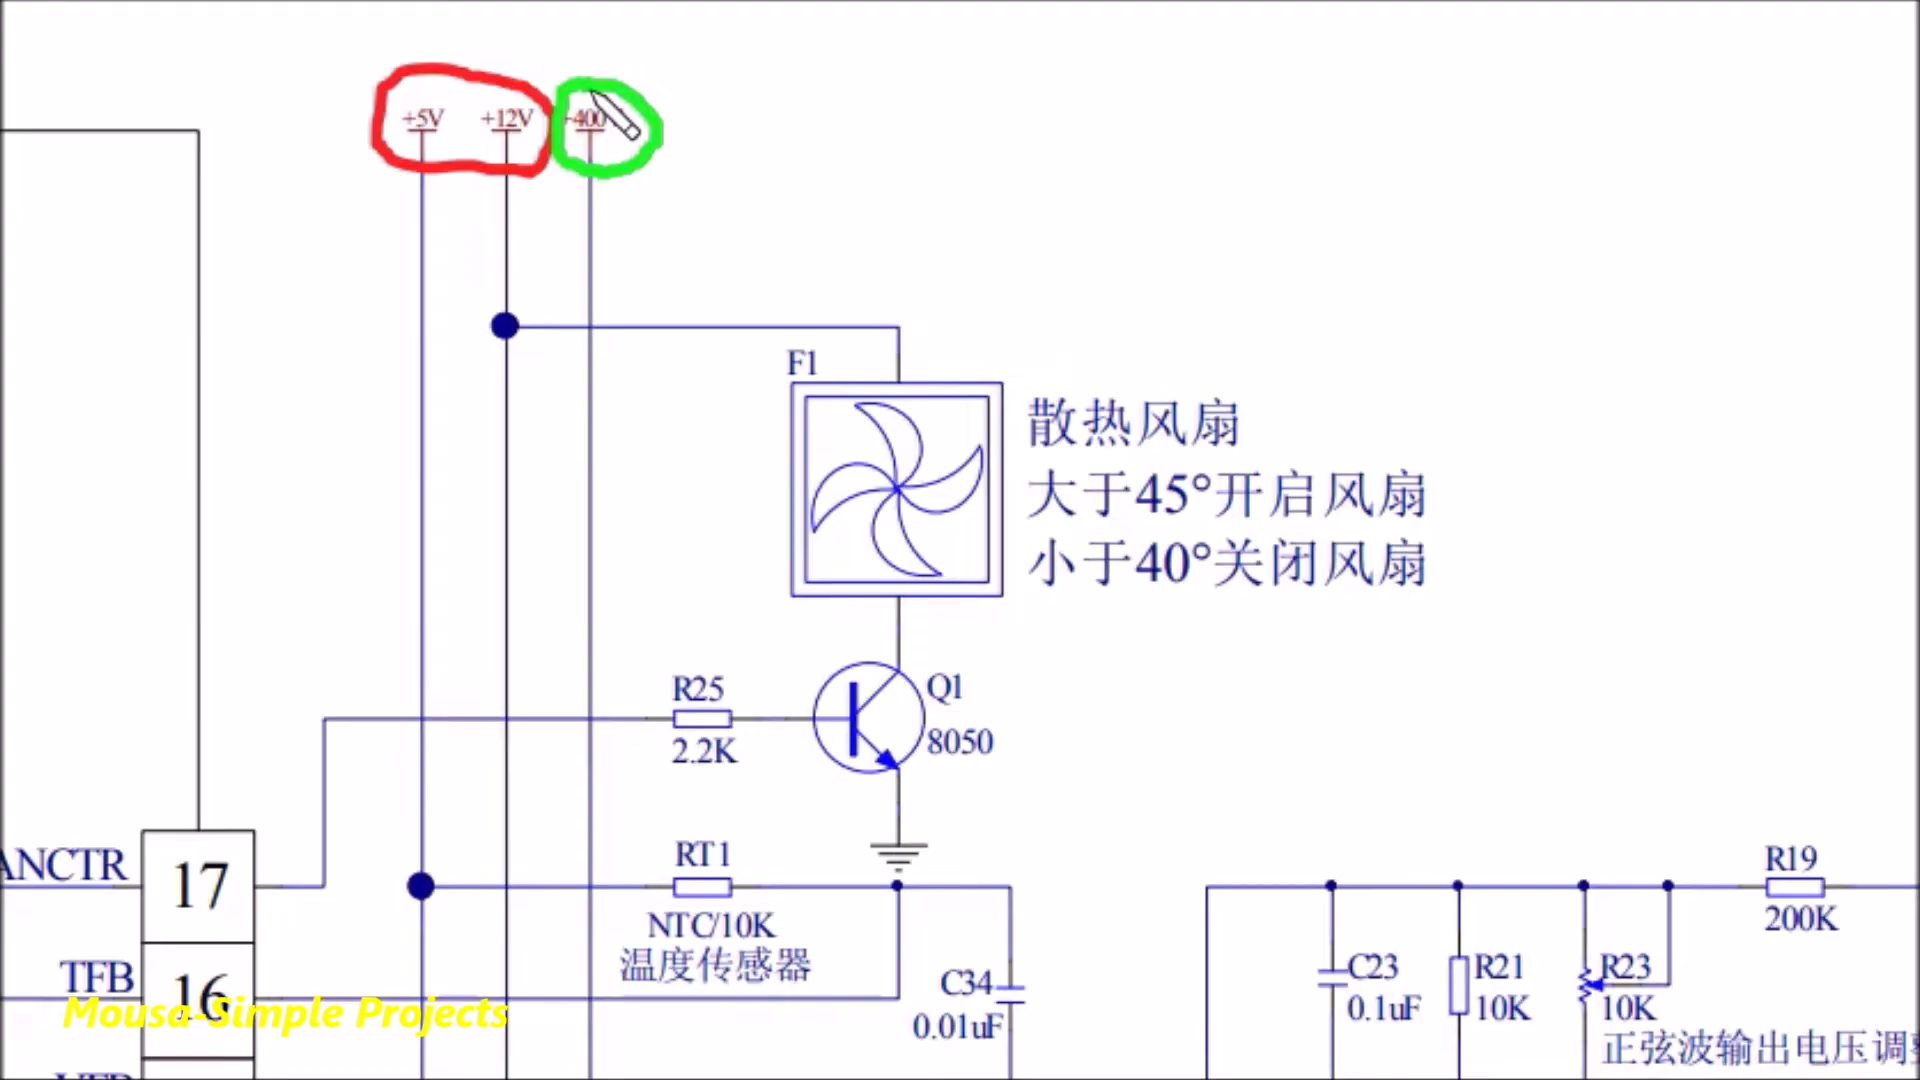 +5V
+12V
+400
F1
散热风扇
大于45°开启风扇
小于40°关闭风扇
R25
2.2K
Q1
8050
ANCTR
17
RT1
NTC/10K
温度传感器
R19
200K
TFB
16
C34
0.01uF
C23
0.1uF
R21
10K
R23
10K
正弦波输出电压调
Mousa-Simple Projects